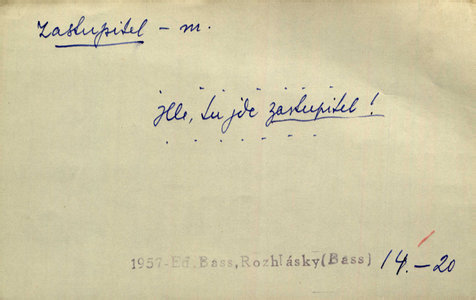 zastupitel – m.
Hle, tu jde zastupitel!
1957-Ed.Bass,Rozhlásky(Bass) 14.–20